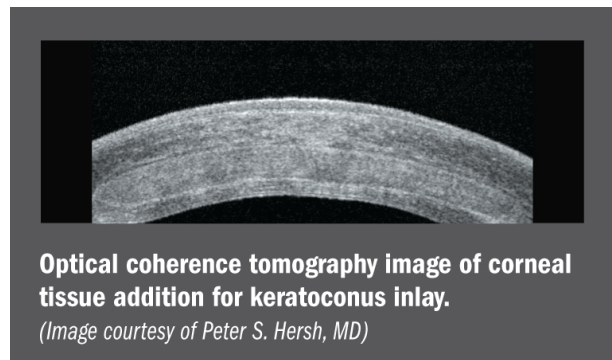 Optical coherence tomography image of corneal
tissue addition for keratoconus inlay.
(Image courtesy of Peter S. Hersh, MD)